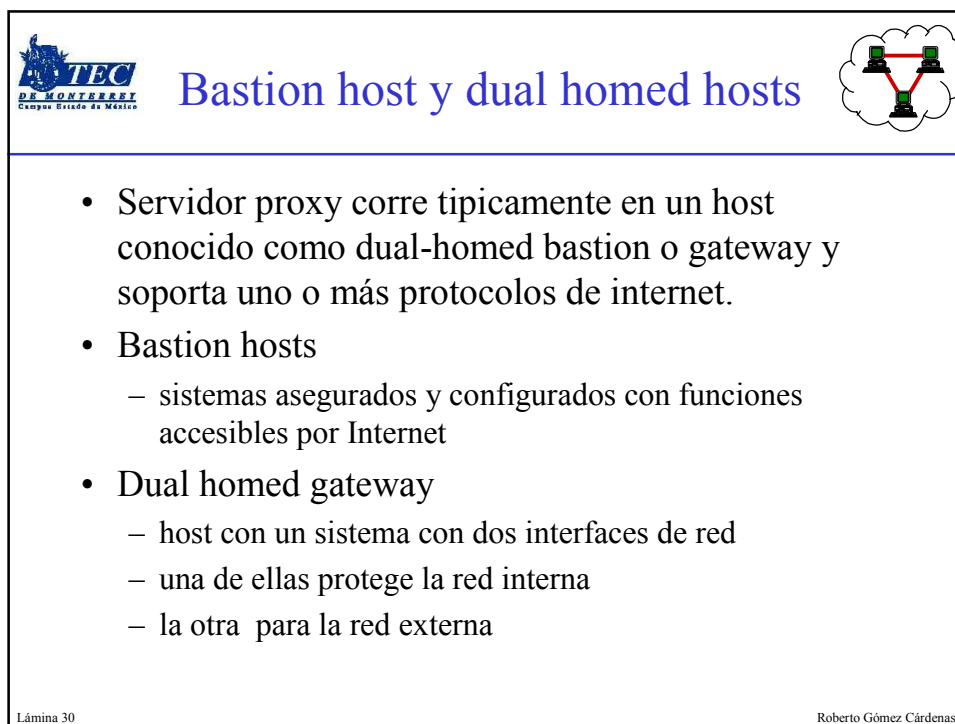 TEC
DE MONTERREY
Campus Estado de México
Bastion host y dual homed hosts
• Servidor proxy corre tipicamente en un host
conocido como dual-homed bastion o gateway y
soporta uno o más protocolos de internet.
• Bastion hosts
– sistemas asegurados y configurados con funciones
accesibles por Internet
• Dual homed gateway
– host con un sistema con dos interfaces de red
– una de ellas protege la red interna
– la otra para la red externa
Lámina 30
Roberto Gómez Cárdenas